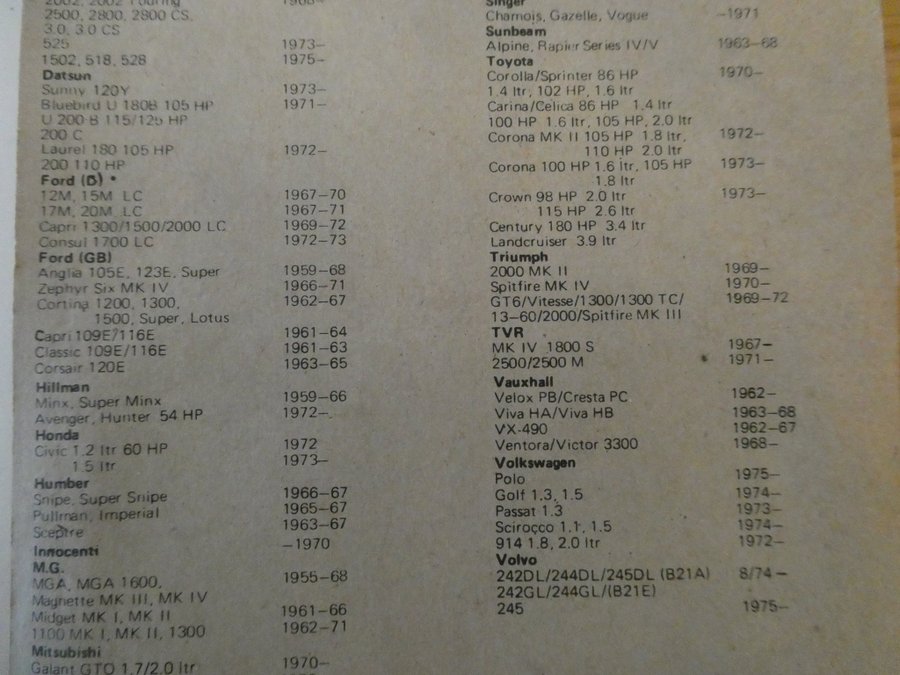 2002, 2002 Touring 1968–
2500, 2800, 2800 CS,
3.0, 3.0 CS
525 1973–
1502, 518, 528 1975–
Datsun
Sunny 120Y 1973–
Bluebird U 180B 105 HP 1971–
U 200 B 115/125 HP
200 C
Laurel 180 105 HP 1972–
200 110 HP
Ford (D) *
12M, 15M LC 1967–70
17M, 20M LC 1967–71
Capri 1300/1500/2000 LC 1969–72
Consul 1700 LC 1972–73
Ford (GB)
Anglia 105E, 123E, Super 1959–68
Zephyr Six MK IV 1966–71
Cortina 1200, 1300, 1962–67
1500, Super, Lotus
Capri 109E/116E 1961–64
Classic 109E/116E 1961–63
Corsair 120E 1963–65
Hillman
Minx, Super Minx 1959–66
Avenger, Hunter 54 HP 1972–
Honda
Civic 1.2 ltr 60 HP 1972
1.5 ltr 1973–
Humber
Snipe, Super Snipe 1966–67
Pullman, Imperial 1965–67
Sceptre 1963–67
Innocenti –1970
M.G.
MGA, MGA 1600, 1955–68
Magnette MK III, MK IV
Midget MK I, MK II 1961–66
1100 MK I, MK II, 1300 1962–71
Mitsubishi
Galant GTO 1.7/2.0 ltr 1970–
Singer
Chamois, Gazelle, Vogue –1971
Sunbeam
Alpine, Rapier Series IV/V 1963–68
Toyota
Corolla/Sprinter 86 HP 1970–
1.4 ltr, 102 HP, 1.6 ltr
Carina/Celica 86 HP 1.4 ltr
100 HP 1.6 ltr, 105 HP, 2.0 ltr
Corona MK II 105 HP 1.8 ltr, 1972–
110 HP 2.0 ltr
Corona 100 HP 1.6 ltr, 105 HP 1973–
1.8 ltr
Crown 98 HP 2.0 ltr 1973–
115 HP 2.6 ltr
Century 180 HP 3.4 ltr
Landcruiser 3.9 ltr
Triumph
2000 MK II 1969–
Spitfire MK IV 1970–
GT6/Vitesse/1300/1300 TC/ 1969–72
13–60/2000/Spitfire MK III
TVR
MK IV 1800 S 1967–
2500/2500 M 1971–
Vauxhall
Velox PB/Cresta PC 1962–
Viva HA/Viva HB 1963–68
VX-490 1962–67
Ventora/Victor 3300 1968–
Volkswagen
Polo 1975–
Golf 1.3, 1.5 1974–
Passat 1.3 1973–
Scirocco 1.1, 1.5 1974–
914 1.8, 2.0 ltr 1972–
Volvo
242DL/244DL/245DL (B21A) 8/74–
242GL/244GL/(B21E)
245 1975–